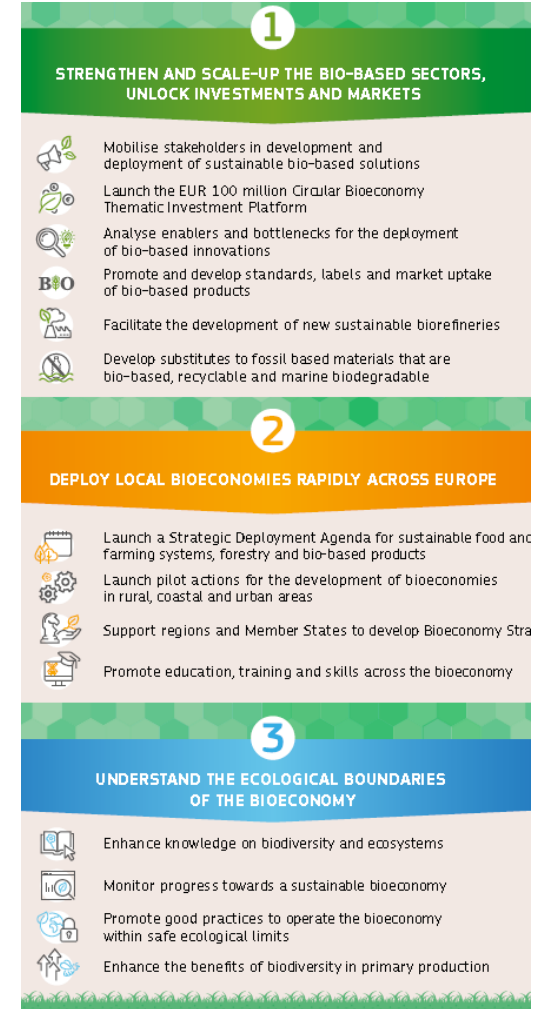 1
STRENGTHEN AND SCALE-UP THE BIO-BASED SECTORS,
UNLOCK INVESTMENTS AND MARKETS
Mobilise stakeholders in development and
deployment of sustainable bio-based solutions
Launch the EUR 100 million Circular Bioeconomy
Thematic Investment Platform
Analyse enablers and bottlenecks for the deployment
of bio-based innovations
BIO
Promote and develop standards, labels and market uptake
of bio-based products
Facilitate the development of new sustainable biorefineries
Develop substitutes to fossil based materials that are
bio-based, recyclable and marine biodegradable
2
DEPLOY LOCAL BIOECONOMIES RAPIDLY ACROSS EUROPE
Launch a Strategic Deployment Agenda for sustainable food and
farming systems, forestry and bio-based products
Launch pilot actions for the development of bioeconomies
in rural, coastal and urban areas
Support regions and Member States to develop Bioeconomy Stra
Promote education, training and skills across the bioeconomy
3
UNDERSTAND THE ECOLOGICAL BOUNDARIES
OF THE BIOECONOMY
Enhance knowledge on biodiversity and ecosystems
Monitor progress towards a sustainable bioeconomy
Promote good practices to operate the bioeconomy
within safe ecological limits
Enhance the benefits of biodiversity in primary production